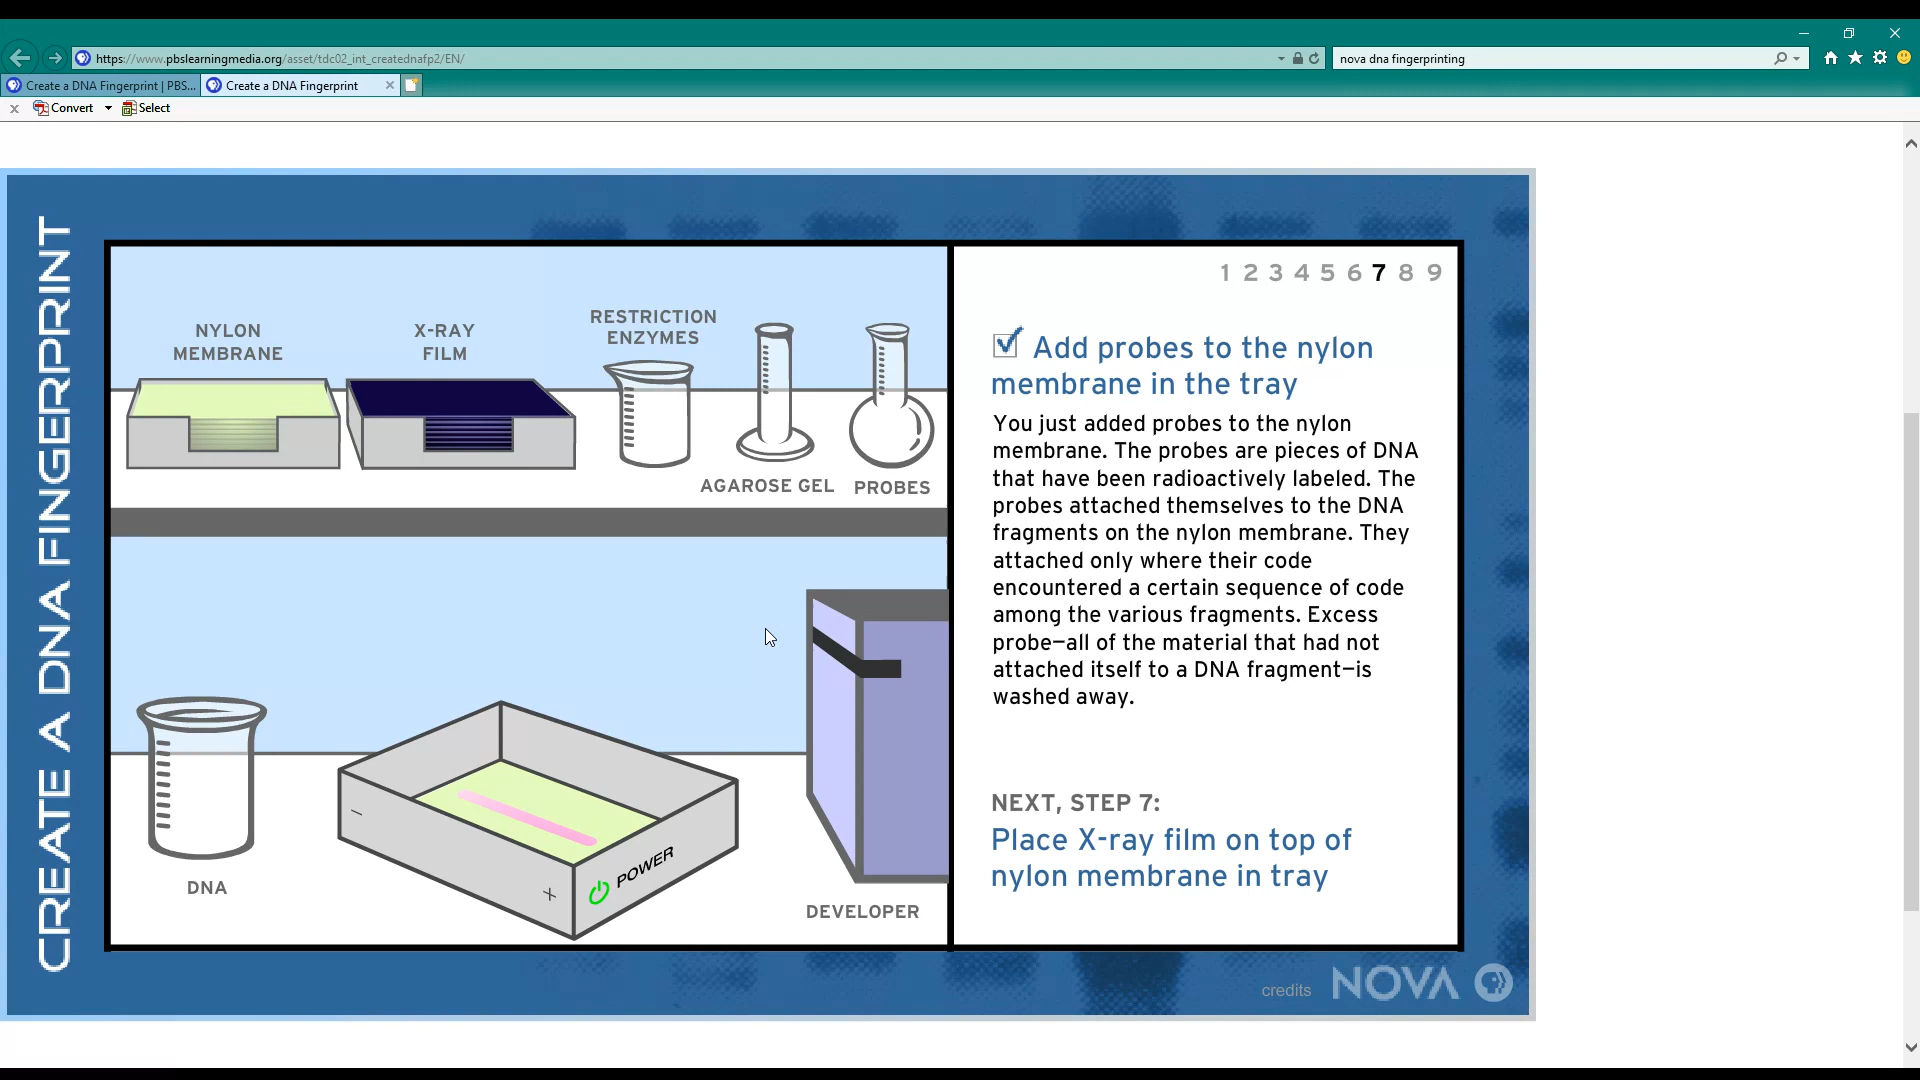 https://www.pbslearningmedia.org/asset/tdc02_int_creatednafp2/EN/
nova dna fingerprinting
Create a DNA Fingerprint | PBS...
Create a DNA Fingerprint
x Convert Select
CREATE A DNA FINGERPRINT
NYLON
MEMBRANE
X-RAY
FILM
RESTRICTION
ENZYMES
AGAROSE GEL
PROBES
DNA
POWER
− +
DEVELOPER
1 2 3 4 5 6 7 8 9
Add probes to the nylon
membrane in the tray
You just added probes to the nylon
membrane. The probes are pieces of DNA
that have been radioactively labeled. The
probes attached themselves to the DNA
fragments on the nylon membrane. They
attached only where their code
encountered a certain sequence of code
among the various fragments. Excess
probe—all of the material that had not
attached itself to a DNA fragment—is
washed away.
NEXT, STEP 7:
Place X-ray film on top of
nylon membrane in tray
credits NOVA